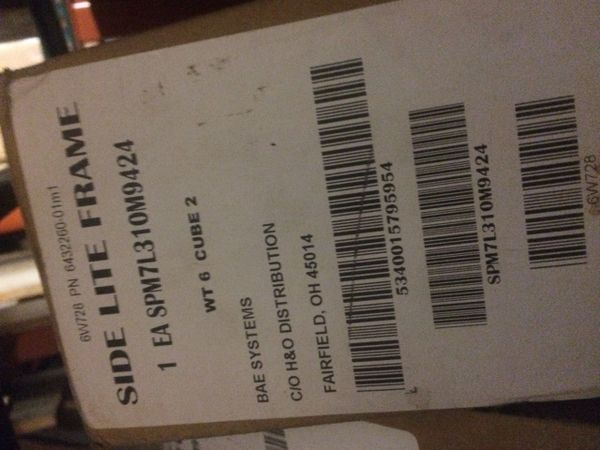 6W728 PN 6432260-01m1
SIDE LITE FRAME
1 EA SPM7L310M9424
WT 6 CUBE 2
BAE SYSTEMS
C/O H&O DISTRIBUTION
FAIRFIELD, OH 45014
5340015795954
SPM7L310M9424
6W728